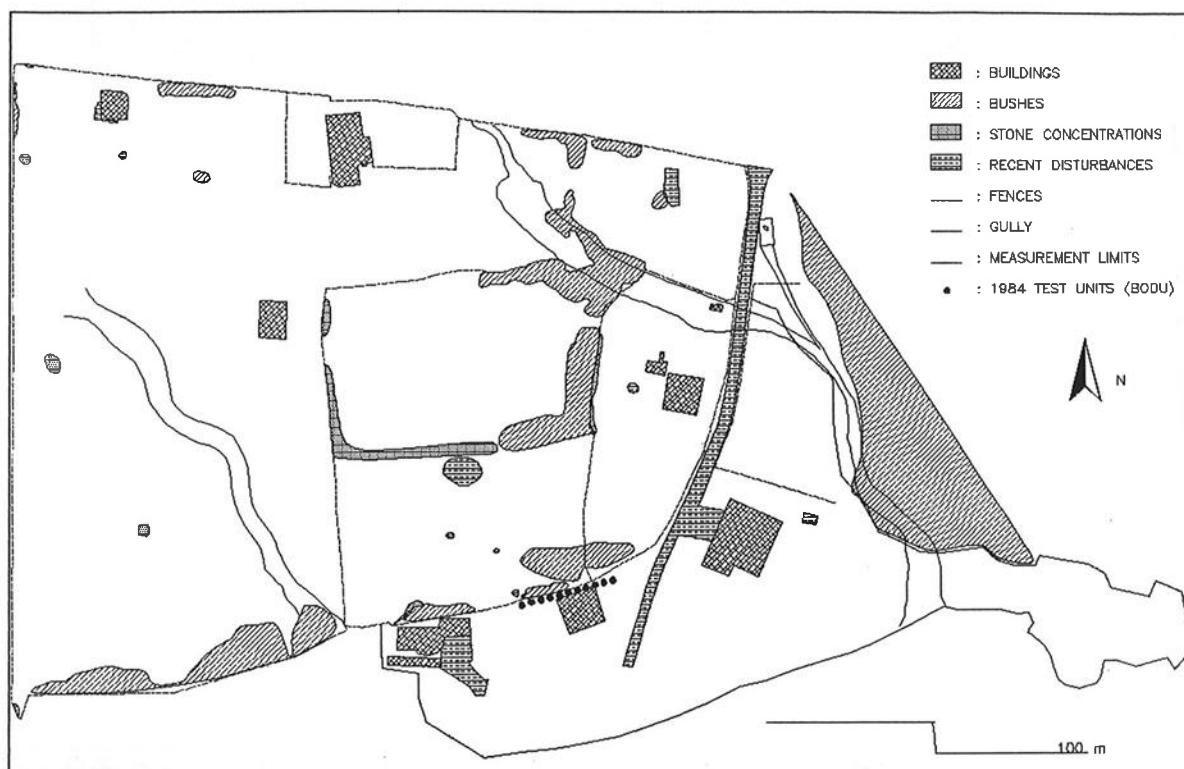 : BUILDINGS
: BUSHES
: STONE CONCENTRATIONS
: RECENT DISTURBANCES
: FENCES
: GULLY
: MEASUREMENT LIMITS
: 1984 TEST UNITS (BODU)
N
100 m